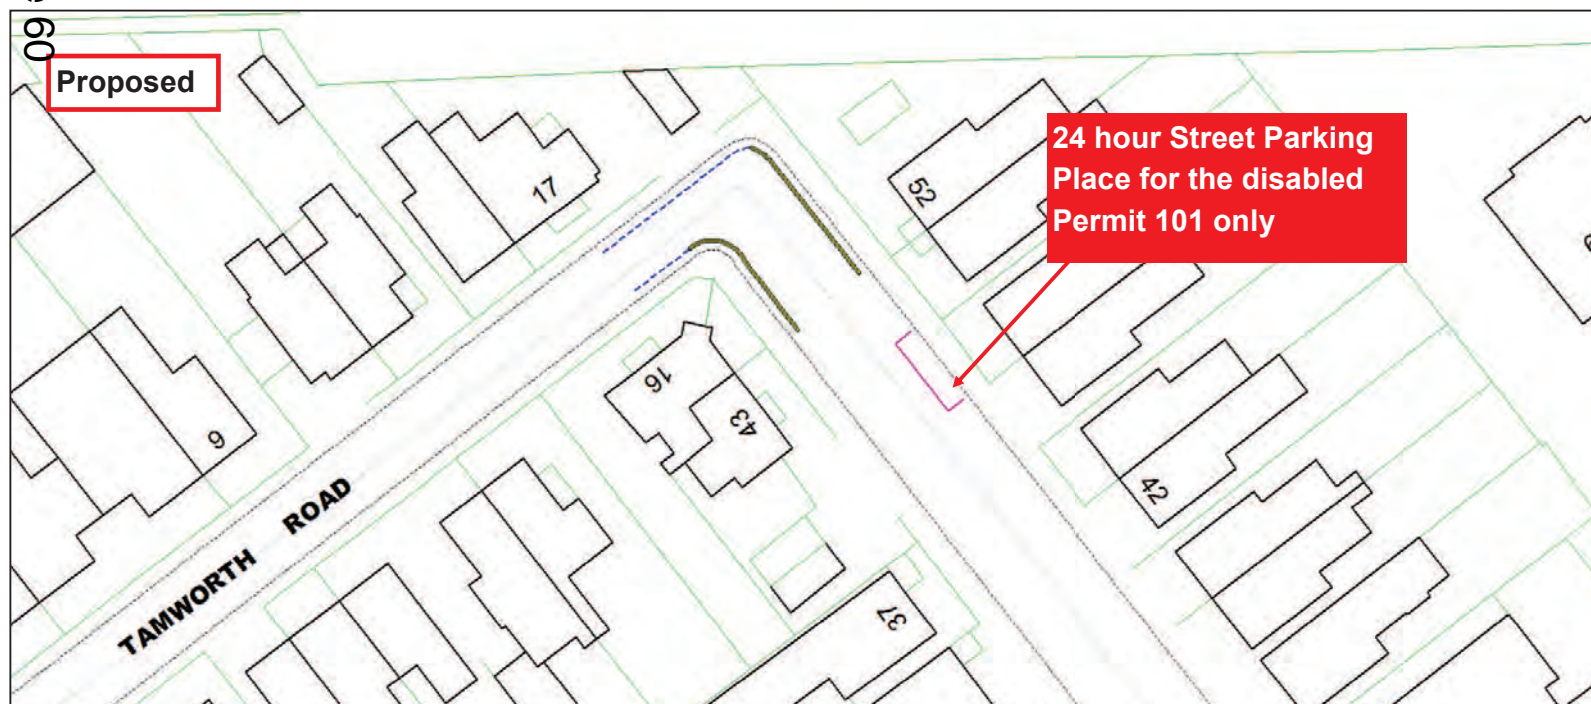 60
Proposed
24 hour Street Parking
Place for the disabled
Permit 101 only
52
17
16
43
9
42
37
TAMWORTH ROAD